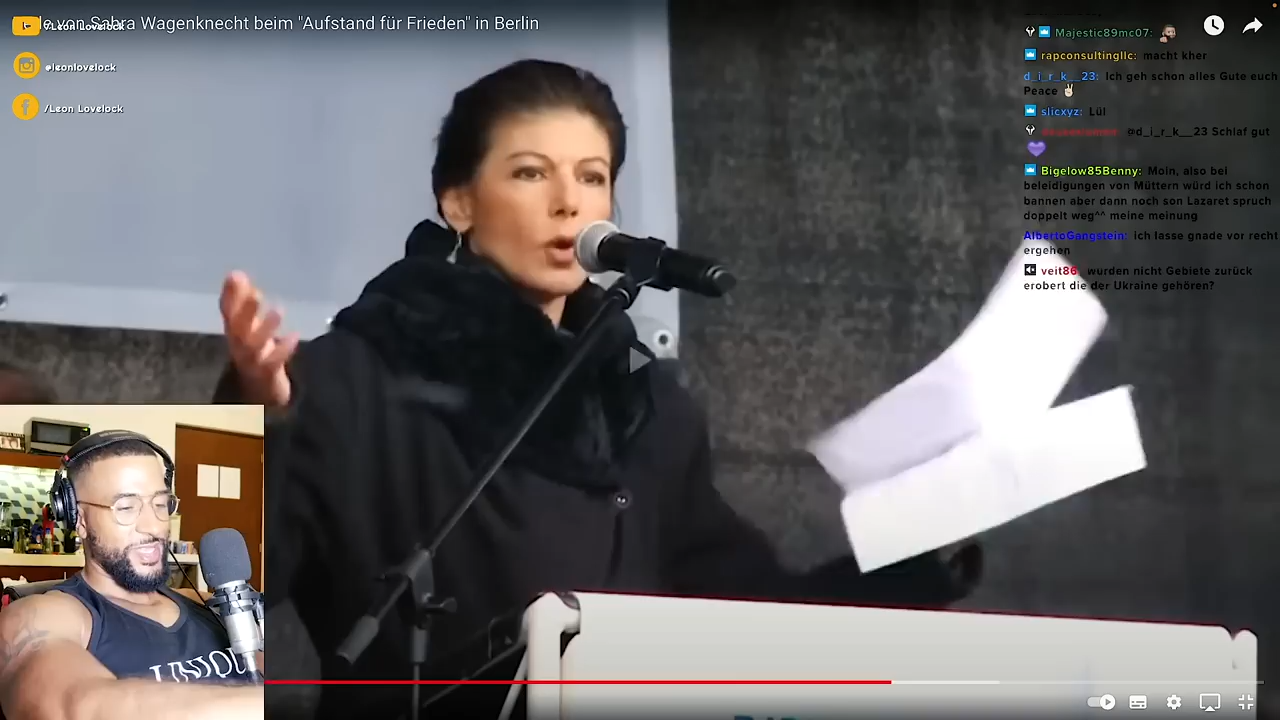 von Sahra Wagenknecht beim "Aufstand für Frieden" in Berlin
/Leon Lovelock
@leonlovelock
/Leon Lovelock
Majestic89mc07:
rapconsultingllc: macht kher
d_i_r_k__23: Ich geh schon alles Gute euch
Peace ✌🏻
slicxyz: Lül
@d_i_r_k__23 Schlaf gut
💜
Bigelow85Benny: Moin, also bei
beleidigungen von Müttern würd ich schon
bannen aber dann noch son Lazaret spruch
doppelt weg^^ meine meinung
AlbertoGangstein: ich lasse gnade vor recht
ergehen
veit86 wurden nicht Gebiete zurück
erobert die der Ukraine gehören?